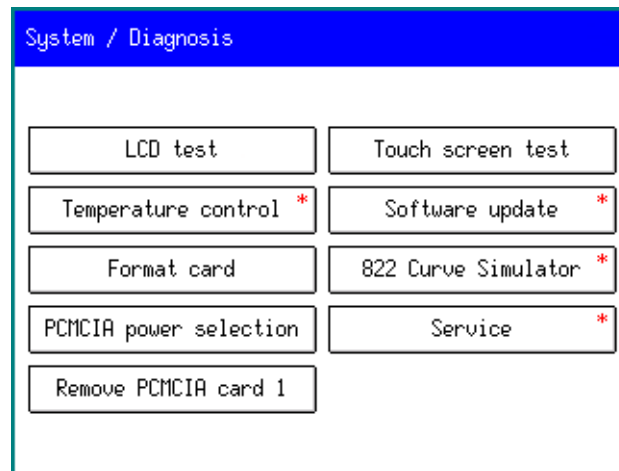 System / Diagnosis
LCD test
Touch screen test
Temperature control *
Software update *
Format card
822 Curve Simulator *
PCMCIA power selection
Service *
Remove PCMCIA card 1